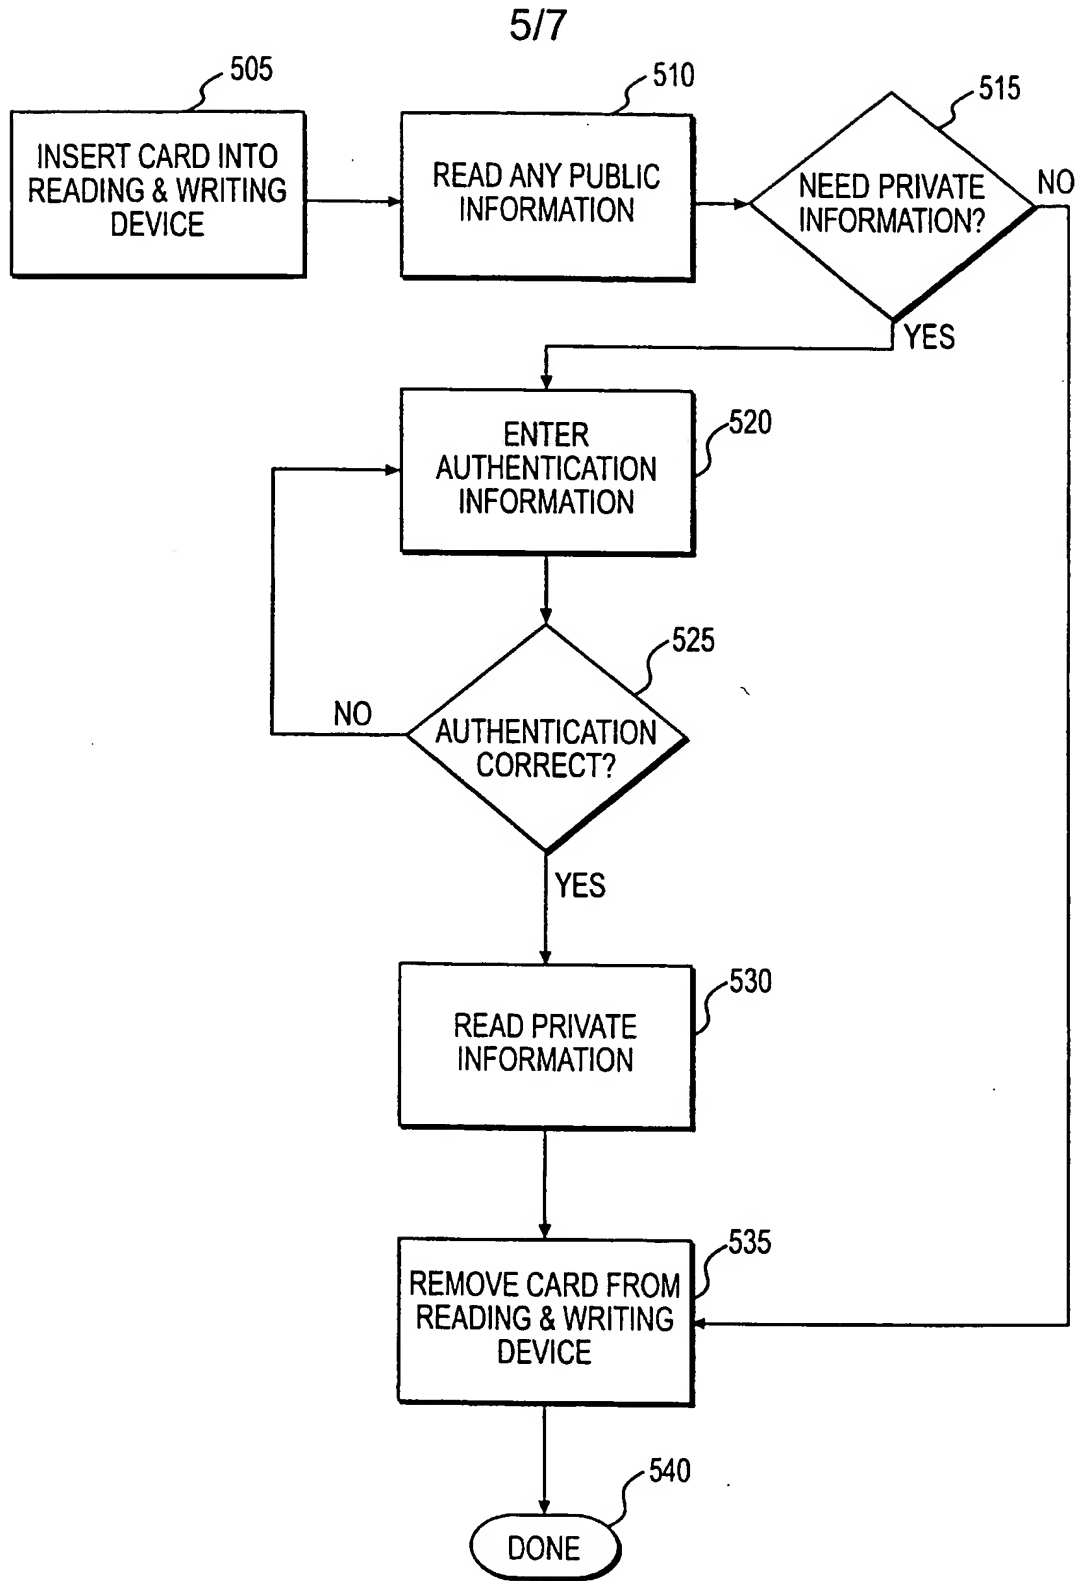 5/7
505
INSERT CARD INTO
READING & WRITING
DEVICE
510
READ ANY PUBLIC
INFORMATION
515
NEED PRIVATE
INFORMATION?
NO
YES
520
ENTER
AUTHENTICATION
INFORMATION
525
AUTHENTICATION
CORRECT?
NO
YES
530
READ PRIVATE
INFORMATION
535
REMOVE CARD FROM
READING & WRITING
DEVICE
540
DONE